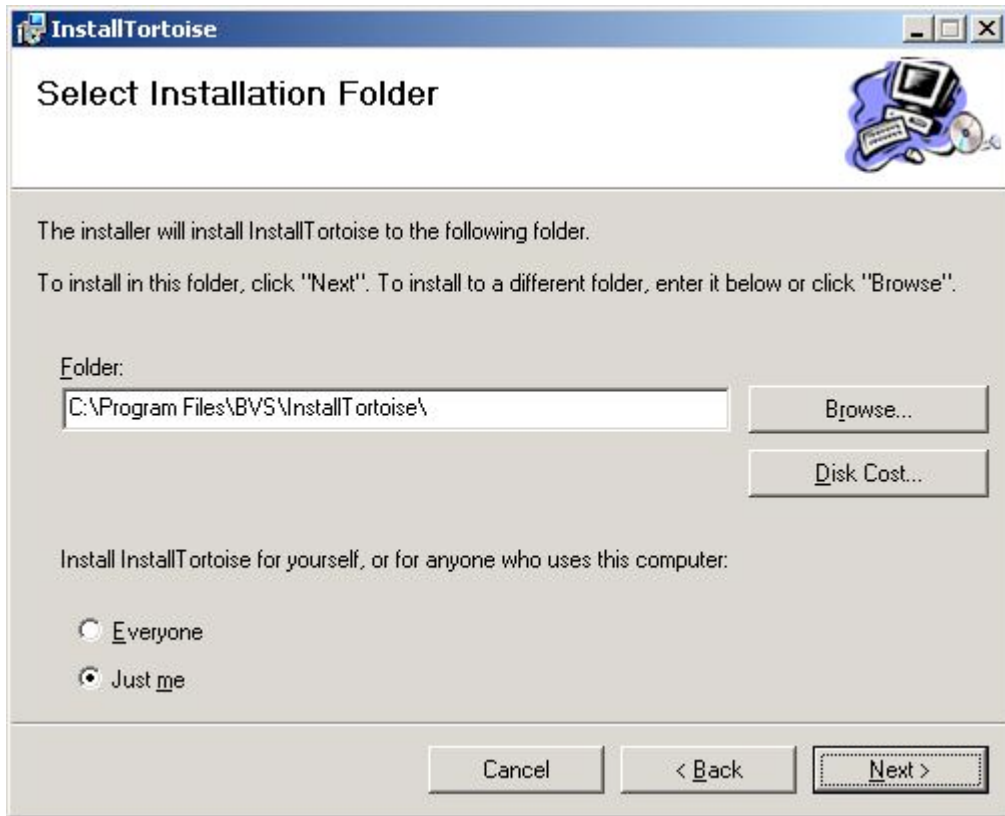 InstallTortoise
Select Installation Folder
The installer will install InstallTortoise to the following folder.
To install in this folder, click "Next". To install to a different folder, enter it below or click "Browse".
Folder:
C:\Program Files\BVS\InstallTortoise\
Browse...
Disk Cost...
Install InstallTortoise for yourself, or for anyone who uses this computer:
Everyone
Just me
Cancel
< Back
Next >